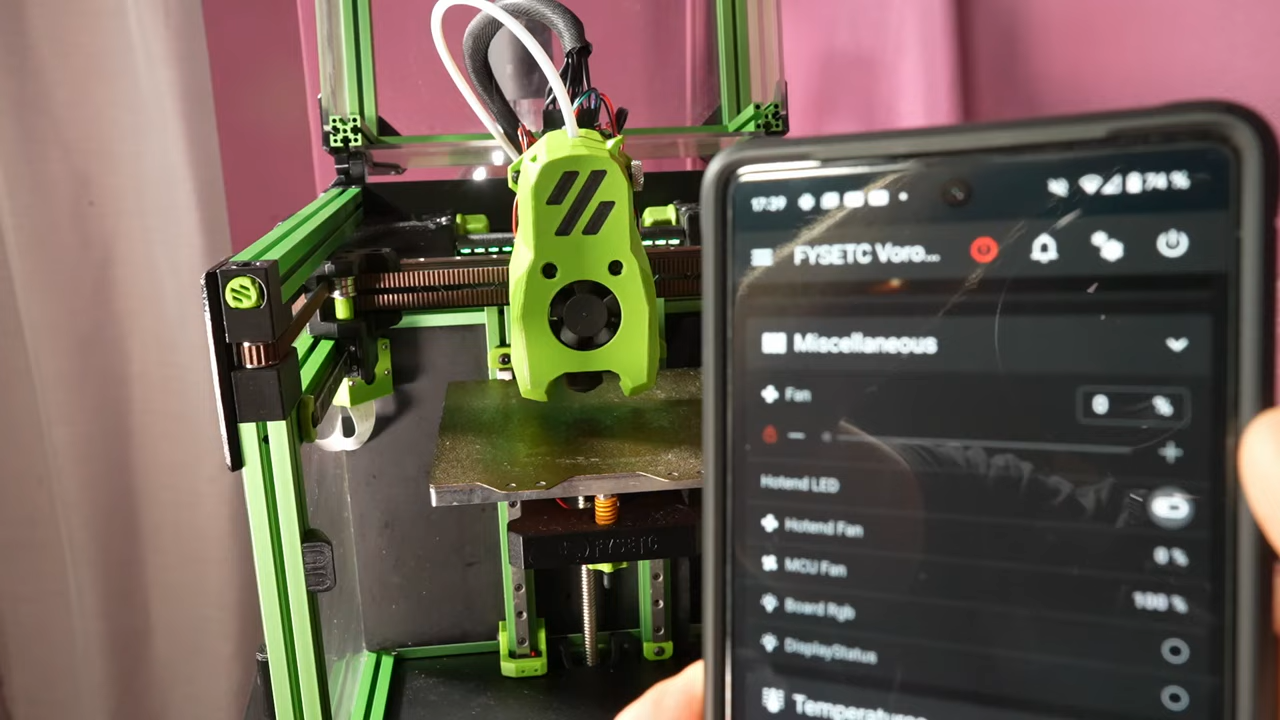 17:39
74 %
FYSETC Voro...
Miscellaneous
Fan
0 %
Hotend LED
Hotend Fan
0 %
MCU Fan
100 %
Board Rgb
DisplayStatus
Temperatures
FYSETC